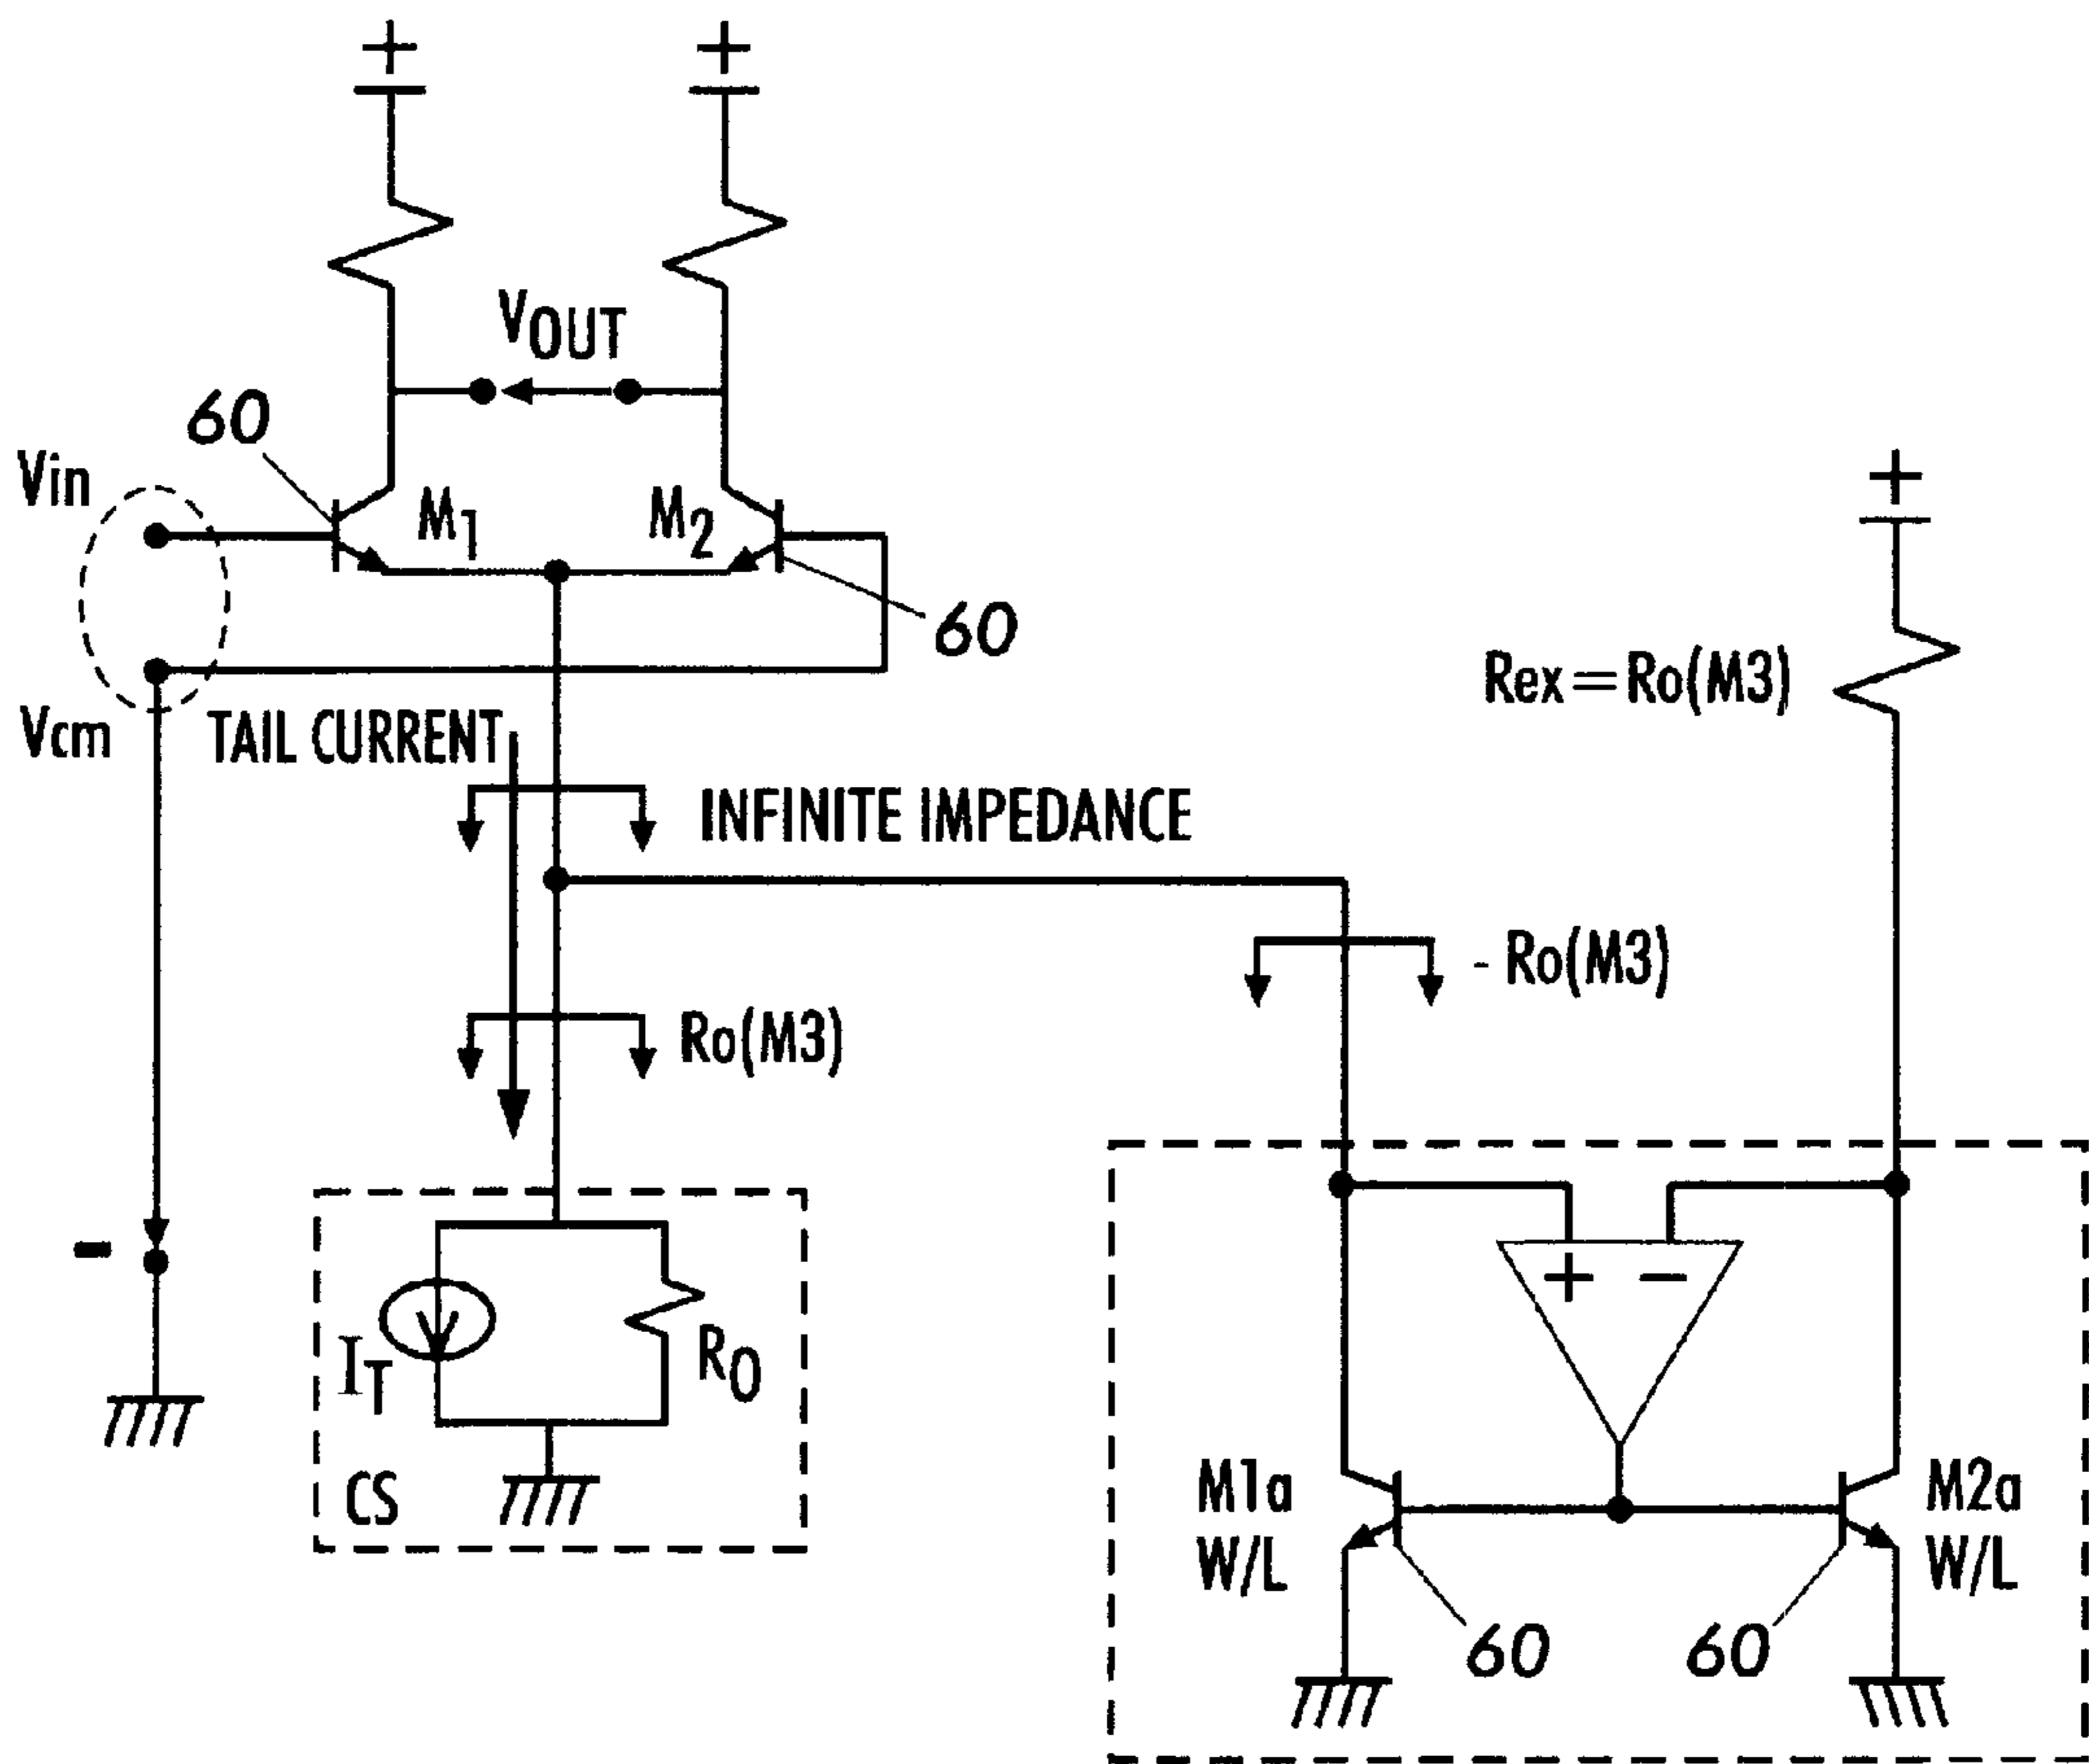 + +
VOUT
60
Vin
M1 M2
+
60
Rex=Ro(M3)
Vcm TAIL CURRENT
INFINITE IMPEDANCE
- Ro(M3)
Ro(M3)
-
+ -
IT RO
CS
M1a M2a
W/L W/L
60 60